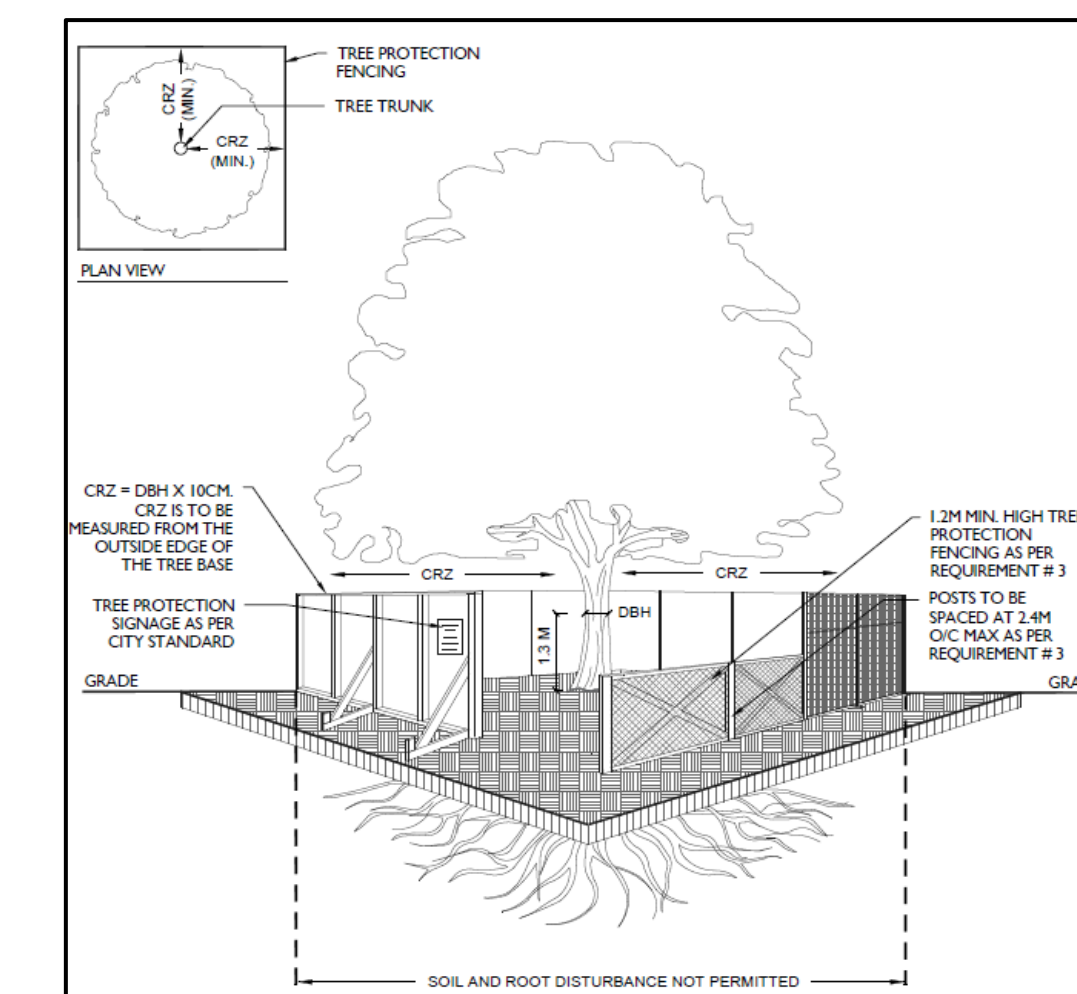 TREE PROTECTION
FENCING
TREE TRUNK
CRZ
(MIN.)
CRZ
(MIN.)
PLAN VIEW
CRZ = DBH X 10CM.
CRZ IS TO BE
MEASURED FROM THE
OUTSIDE EDGE OF
THE TREE BASE
TREE PROTECTION
SIGNAGE AS PER
CITY STANDARD
GRADE
CRZ
CRZ
DBH
1.3 M
1.2M MIN. HIGH TREE
PROTECTION
FENCING AS PER
REQUIREMENT # 3
POSTS TO BE
SPACED AT 2.4M
O/C MAX AS PER
REQUIREMENT # 3
GRA
SOIL AND ROOT DISTURBANCE NOT PERMITTED